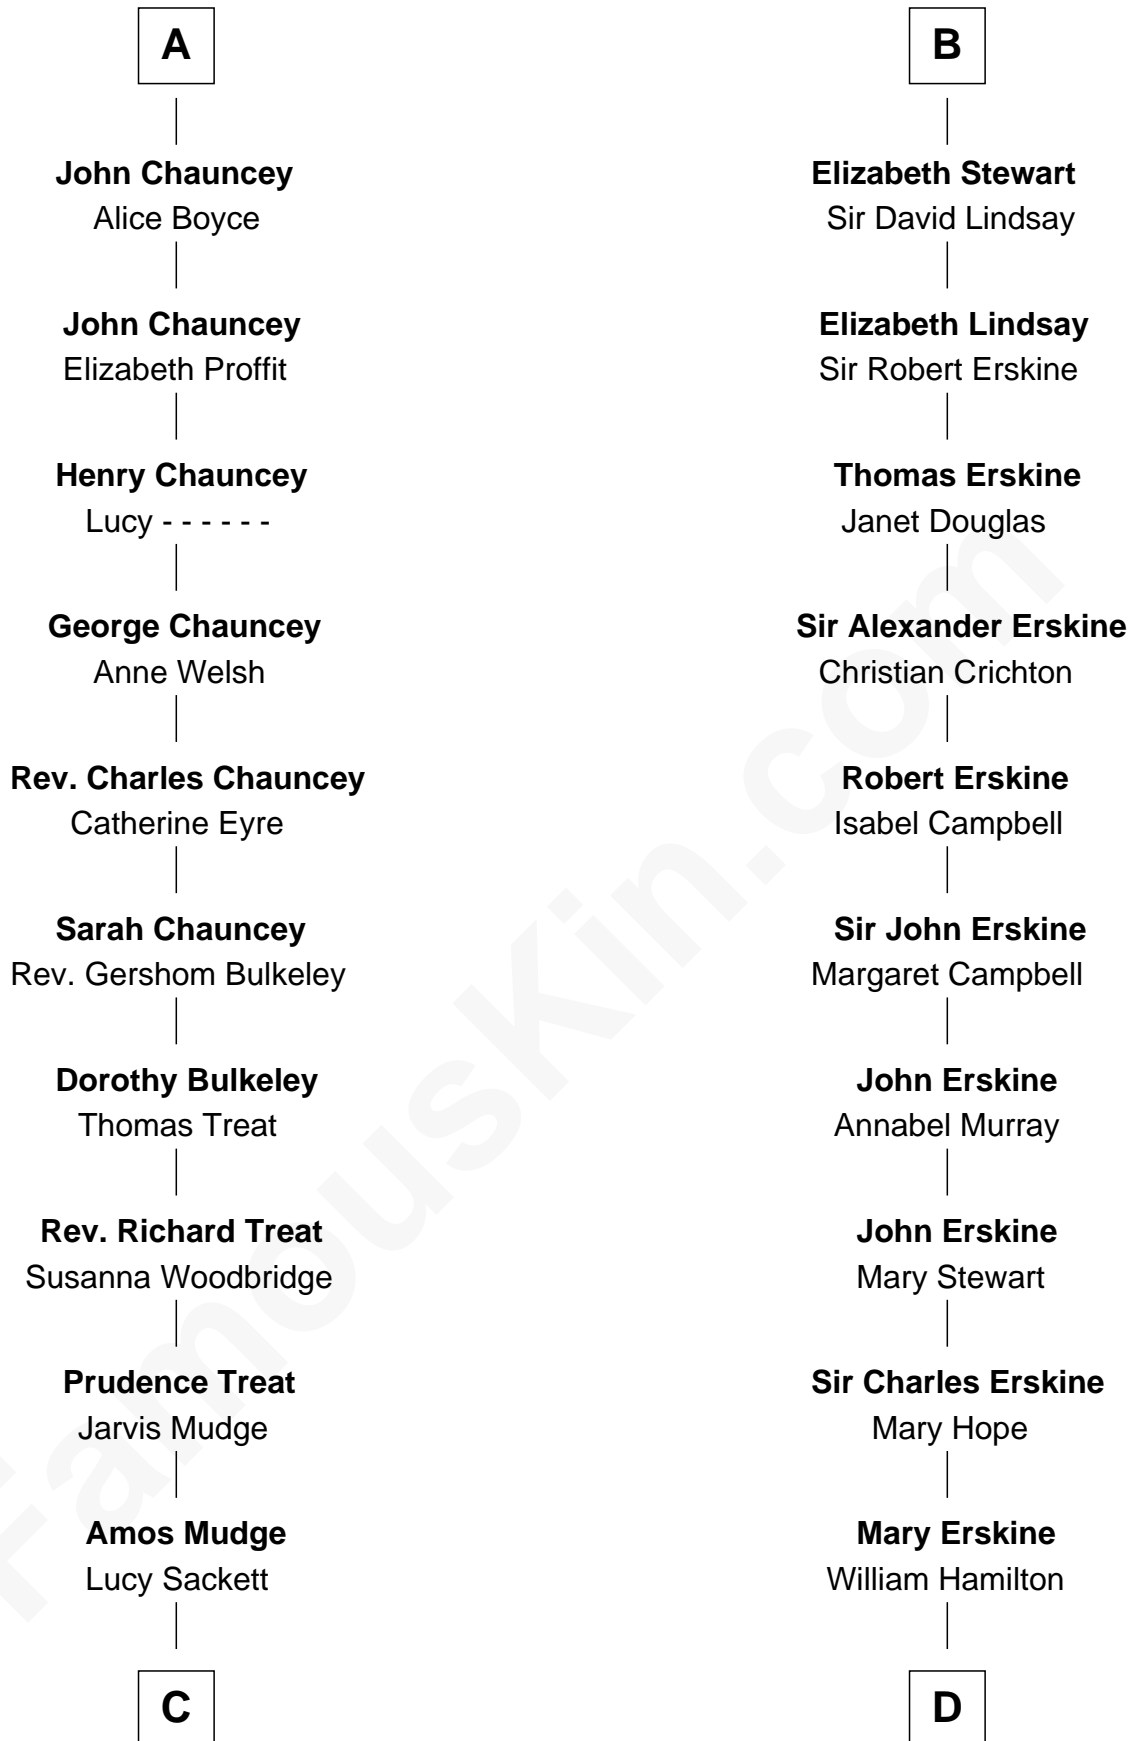 A
John Chauncey
Alice Boyce
John Chauncey
Elizabeth Proffit
Henry Chauncey
Lucy - - - - - -
George Chauncey
Anne Welsh
Rev. Charles Chauncey
Catherine Eyre
Sarah Chauncey
Rev. Gershom Bulkeley
Dorothy Bulkeley
Thomas Treat
Rev. Richard Treat
Susanna Woodbridge
Prudence Treat
Jarvis Mudge
Amos Mudge
Lucy Sackett
C
B
Elizabeth Stewart
Sir David Lindsay
Elizabeth Lindsay
Sir Robert Erskine
Thomas Erskine
Janet Douglas
Sir Alexander Erskine
Christian Crichton
Robert Erskine
Isabel Campbell
Sir John Erskine
Margaret Campbell
John Erskine
Annabel Murray
John Erskine
Mary Stewart
Sir Charles Erskine
Mary Hope
Mary Erskine
William Hamilton
D
FamousKin.com